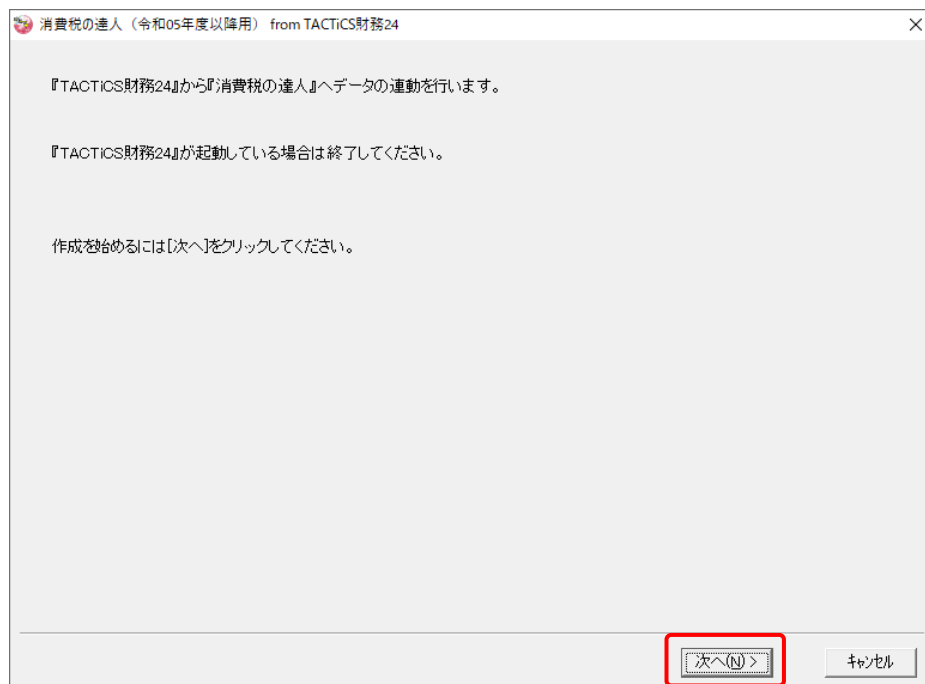 消費税の達人（令和05年度以降用） from TACTiCS財務24
『TACTiCS財務24』から『消費税の達人』へデータの連動を行います。
『TACTiCS財務24』が起動している場合は終了してください。
作成を始めるには[次へ]をクリックしてください。
次へ(N) >
キャンセル